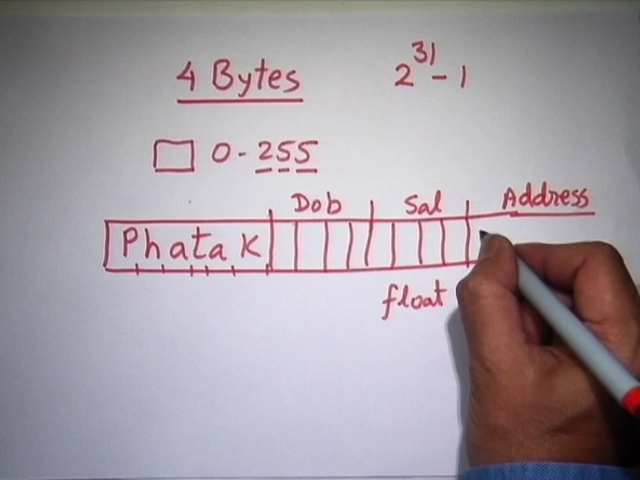 4 Bytes 2^31 - 1
0 - 255
Dob Sal Address
Phatak
float